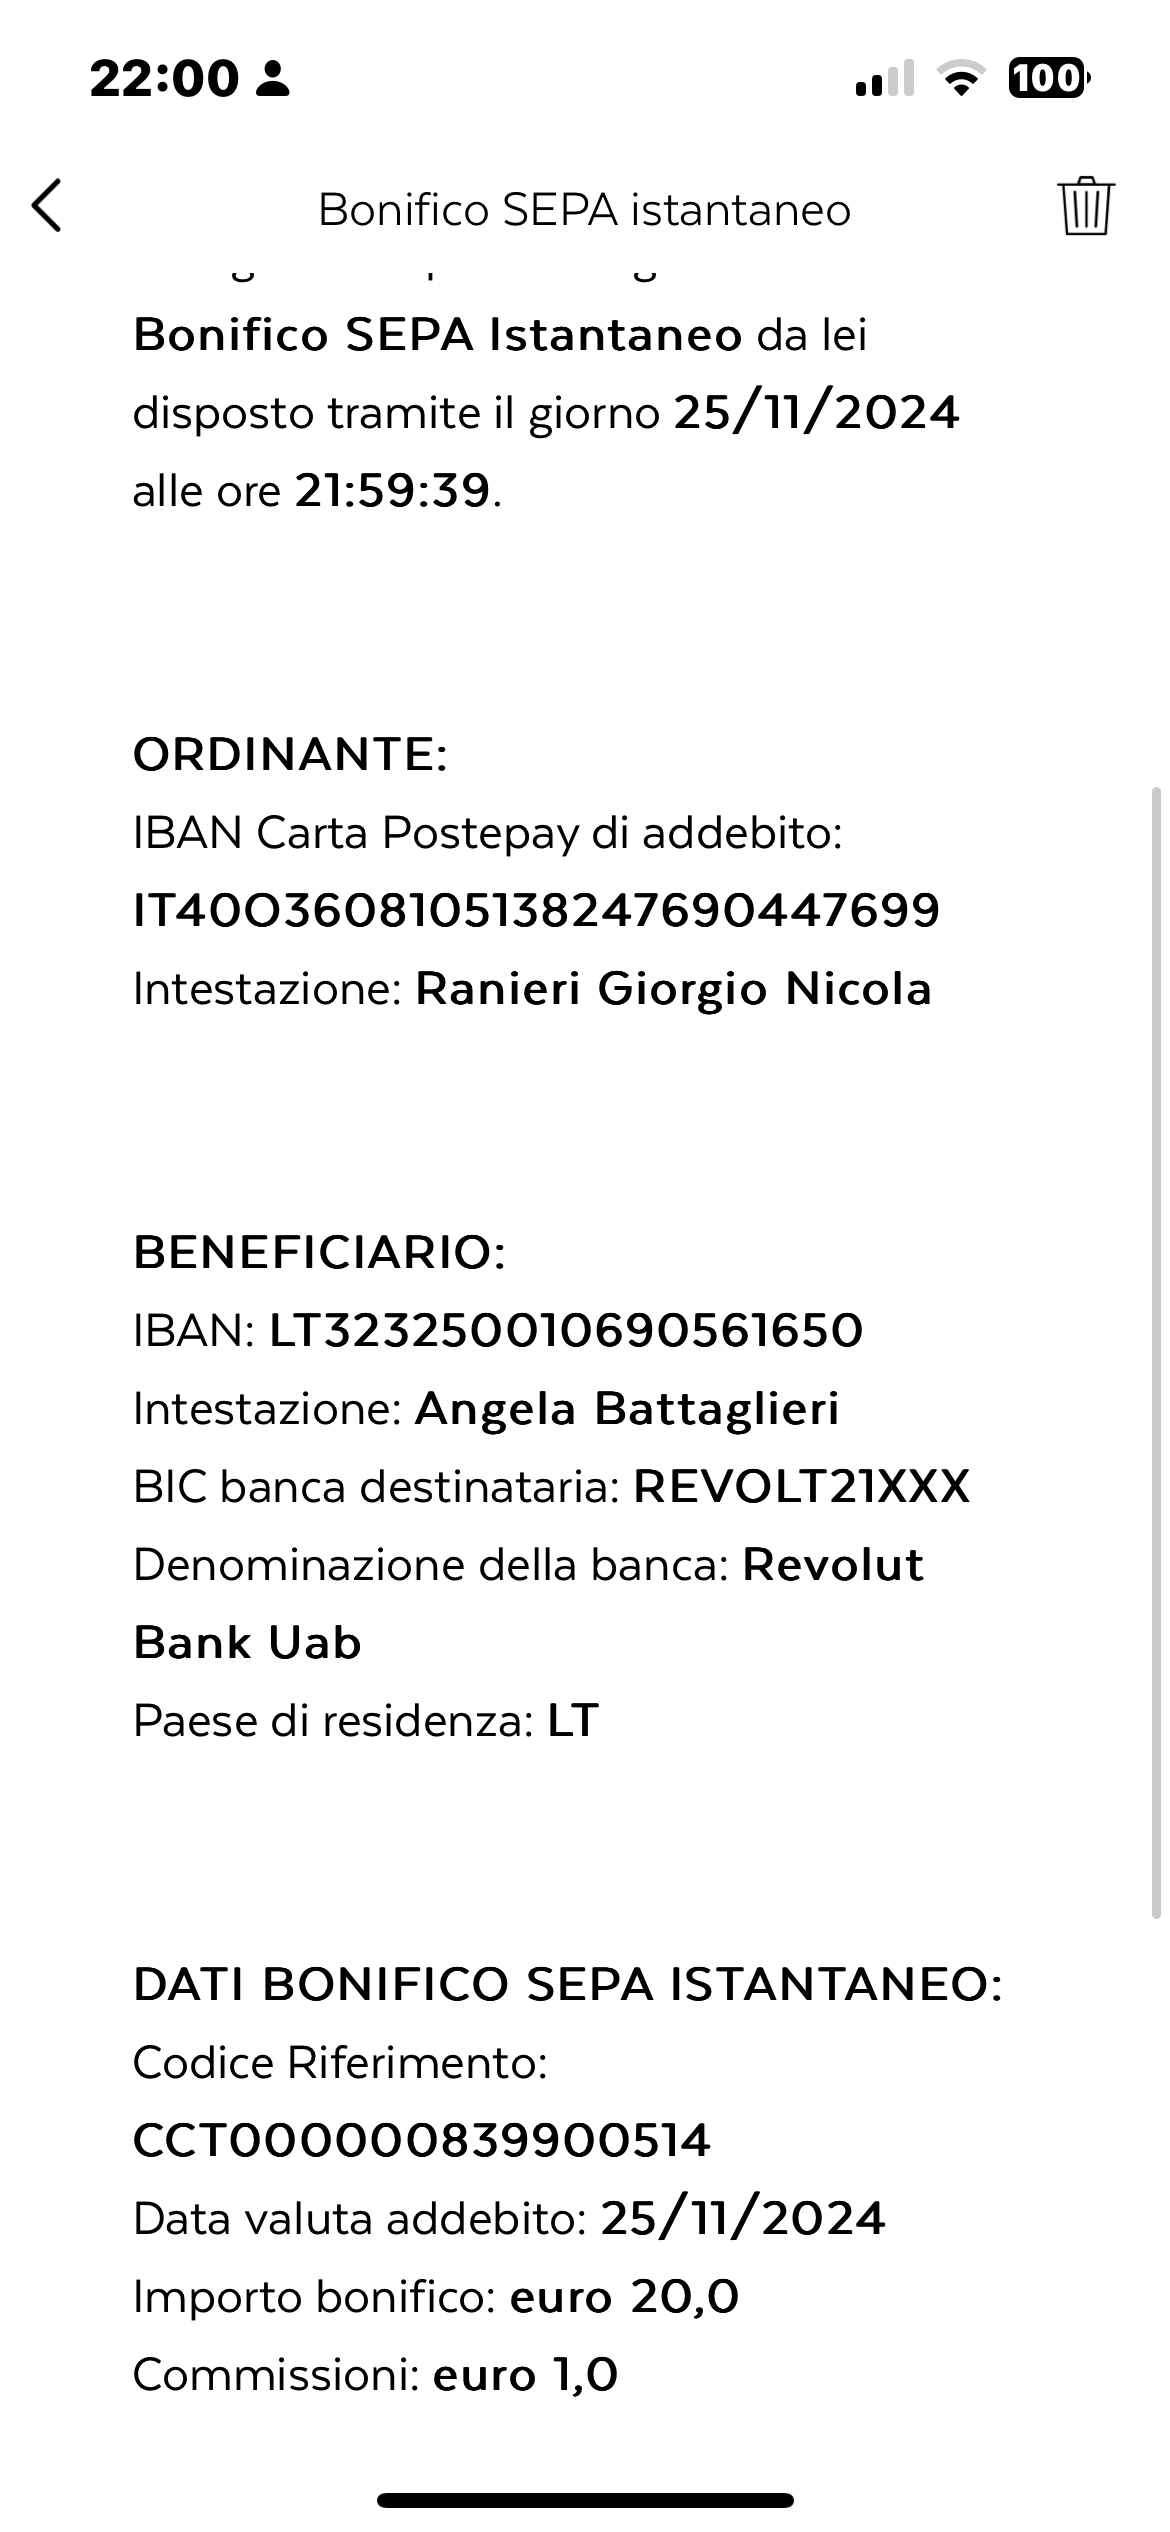 22:00
100
Bonifico SEPA istantaneo
Bonifico SEPA Istantaneo da lei
disposto tramite il giorno 25/11/2024
alle ore 21:59:39.
ORDINANTE:
IBAN Carta Postepay di addebito:
IT40O3608105138247690447699
Intestazione: Ranieri Giorgio Nicola
BENEFICIARIO:
IBAN: LT323250010690561650
Intestazione: Angela Battaglieri
BIC banca destinataria: REVOLT21XXX
Denominazione della banca: Revolut
Bank Uab
Paese di residenza: LT
DATI BONIFICO SEPA ISTANTANEO:
Codice Riferimento:
CCT000000839900514
Data valuta addebito: 25/11/2024
Importo bonifico: euro 20,0
Commissioni: euro 1,0